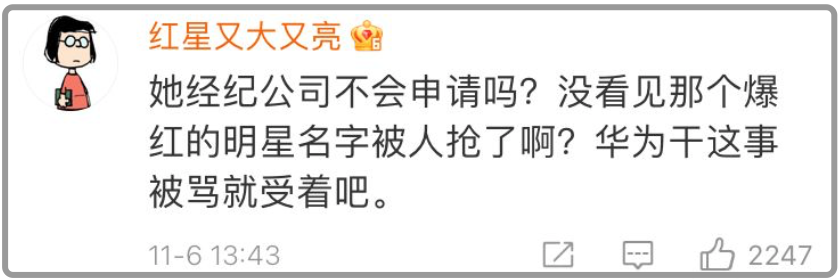 红星又大又亮
她经纪公司不会申请吗？没看见那个爆
红的明星名字被人抢了啊？华为干这事
被骂就受着吧。
11-6 13:43 2247